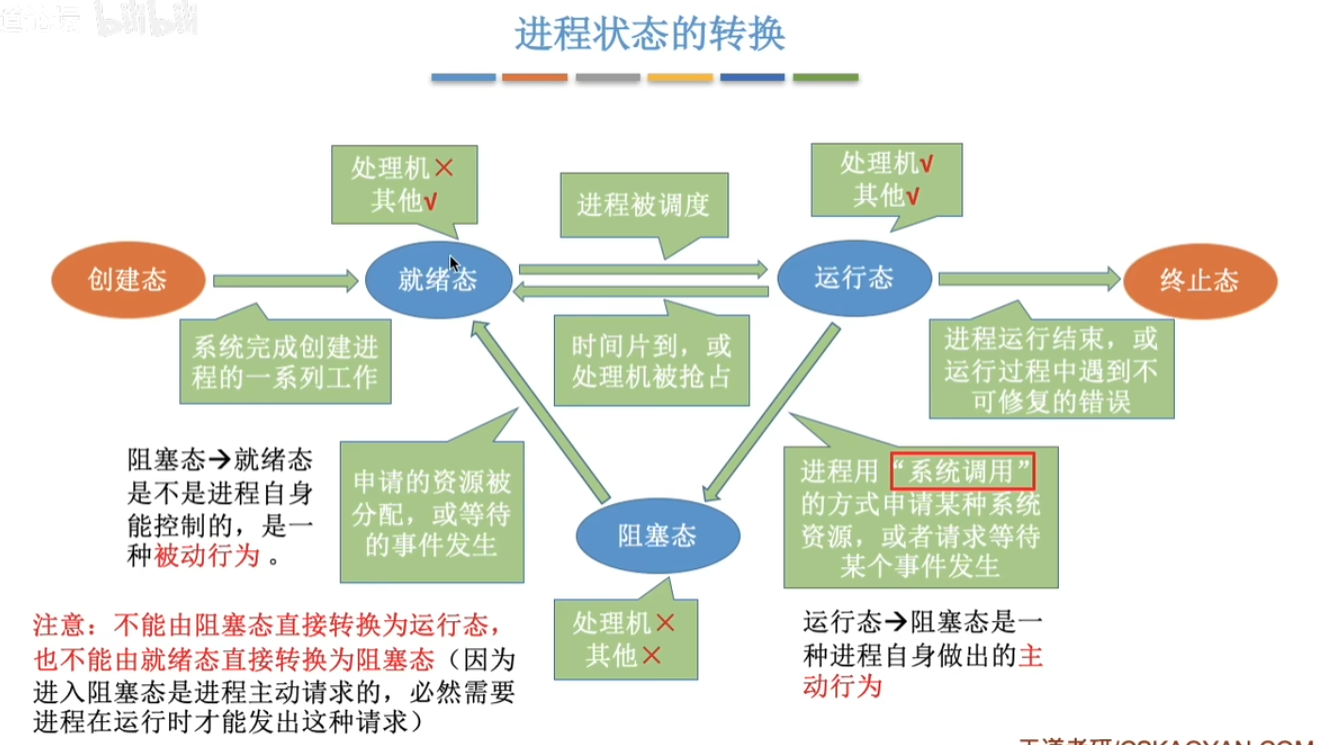 bilibili
进程状态的转换
处理机×
其他√
进程被调度
处理机√
其他√
创建态
就绪态
运行态
终止态
系统完成创建进
程的一系列工作
时间片到，或
处理机被抢占
进程运行结束，或
运行过程中遇到不
可修复的错误
阻塞态→就绪态
是不是进程自身
能控制的，是一
种被动行为 。
申请的资源被
分配，或等待
的事件发生
阻塞态
进程用“系统调用”
的方式申请某种系统
资源，或者请求等待
某个事件发生
处理机×
其他×
运行态→阻塞态是一
种进程自身做出的主
动行为
注意：不能由阻塞态直接转换为运行态，
也不能由就绪态直接转换为阻塞态（因为
进入阻塞态是进程主动请求的，必然需要
进程在运行时才能发出这种请求）
王道考研/CSKAOYAN.COM